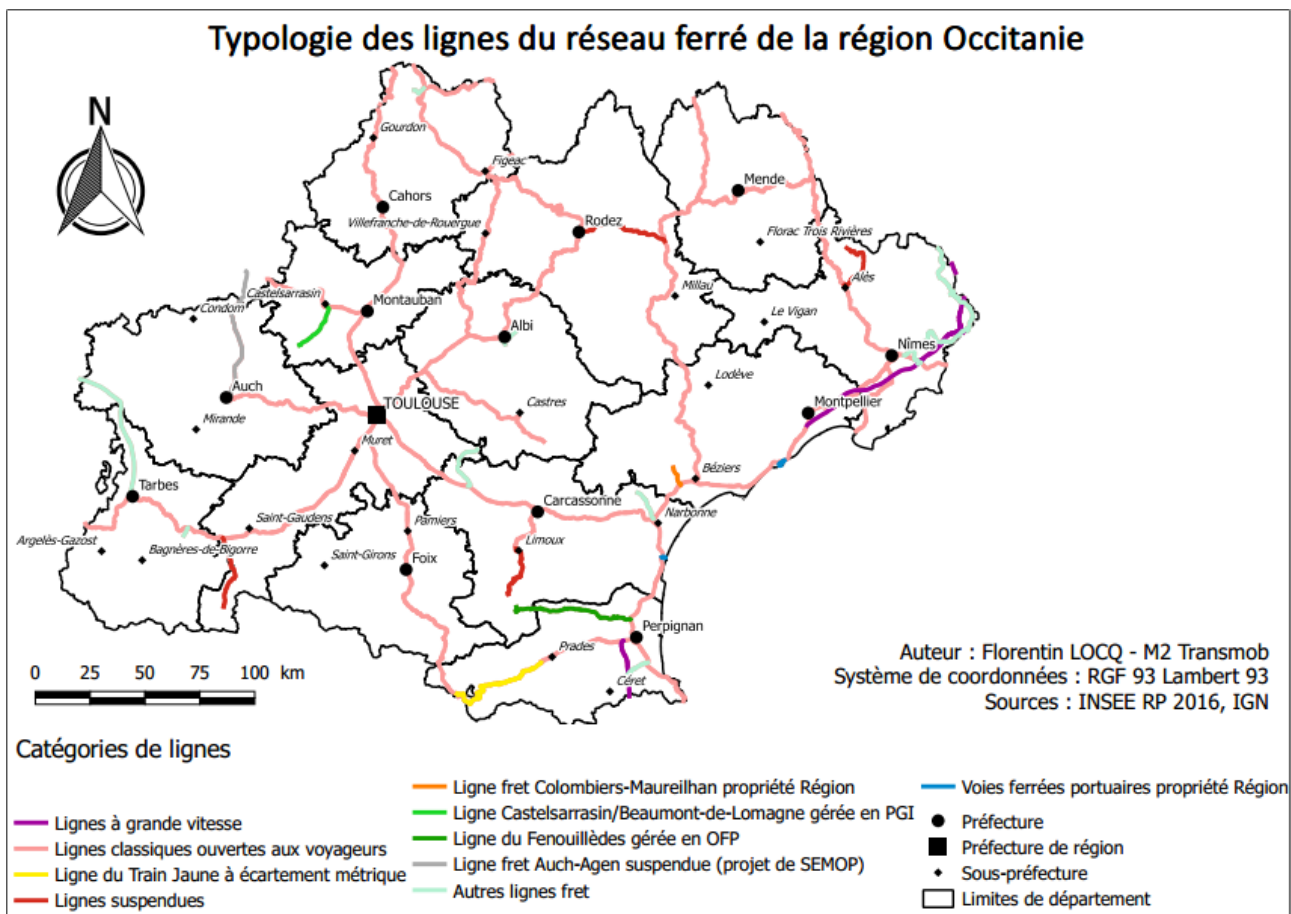 Typologie des lignes du réseau ferré de la région Occitanie
N
Gourdon
Figeac
Cahors
Mende
Villefranche-de-Rouergue
Rodez
Florac Trois Rivières
Castelsarrasin
Montauban
Millau
Alès
Condom
Albi
Le Vigan
Nîmes
Auch
TOULOUSE
Lodève
Mirande
Castres
Montpellier
Muret
Béziers
Tarbes
Carcassonne
Narbonne
Saint-Gaudens
Pamiers
Argelès-Gazost
Bagnères-de-Bigorre
Saint-Girons
Foix
Limoux
Perpignan
Prades
Céret
0 25 50 75 100 km
Auteur : Florentin LOCQ - M2 Transmob
Système de coordonnées : RGF 93 Lambert 93
Sources : INSEE RP 2016, IGN
Catégories de lignes
Lignes à grande vitesse
Lignes classiques ouvertes aux voyageurs
Ligne du Train Jaune à écartement métrique
Lignes suspendues
Ligne fret Colombiers-Maureilhan propriété Région
Ligne Castelsarrasin/Beaumont-de-Lomagne gérée en PGI
Ligne du Fenouillèdes gérée en OFP
Ligne fret Auch-Agen suspendue (projet de SEMOP)
Autres lignes fret
Voies ferrées portuaires propriété Région
Préfecture
Préfecture de région
Sous-préfecture
Limites de département